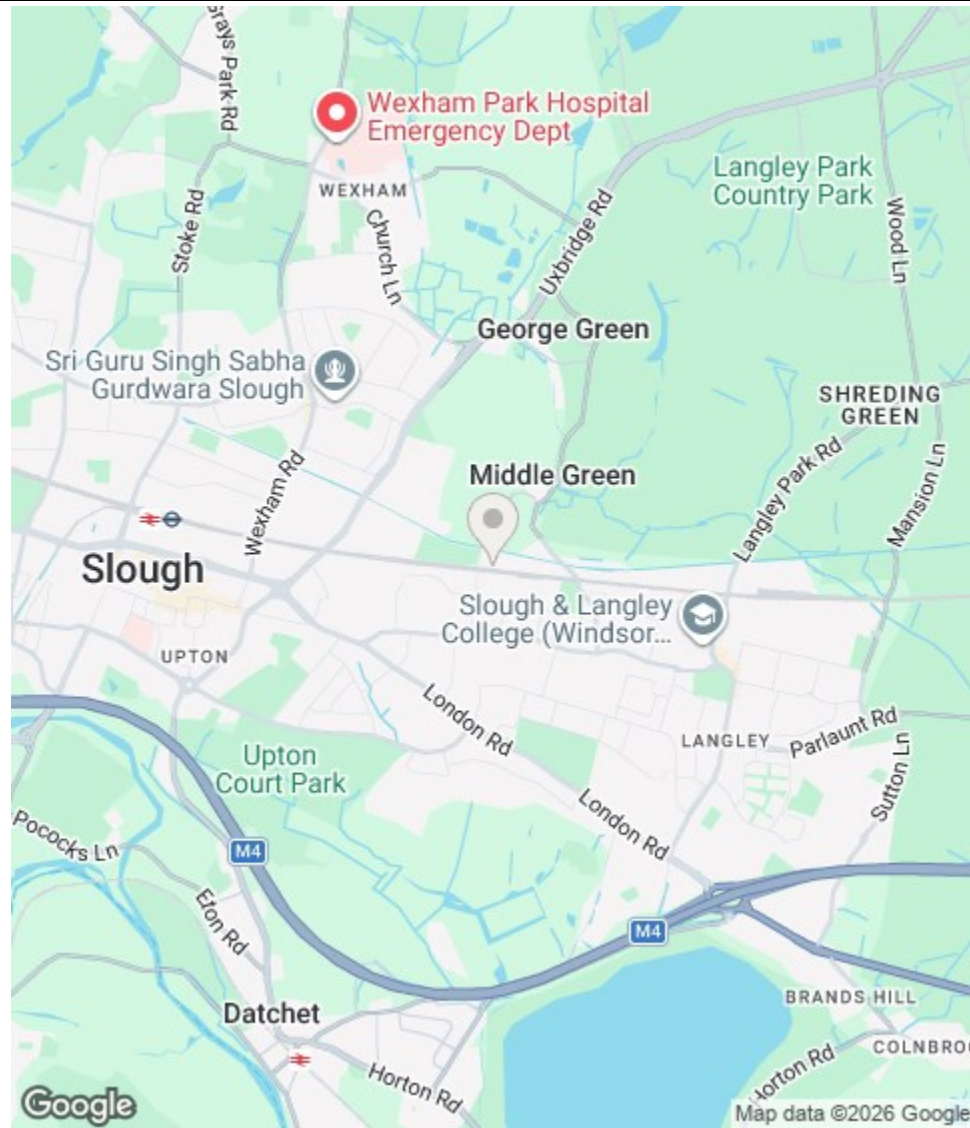 Grays Park Rd
Wexham Park Hospital
Emergency Dept
Langley Park
Country Park
WEXHAM
Stoke Rd
Church Ln
Uxbridge Rd
Wood Ln
George Green
Sri Guru Singh Sabha
Gurdwara Slough
SHREDING
GREEN
Langley Park Rd
Mansion Ln
Middle Green
Wexham Rd
Slough
Slough & Langley
College (Windsor...
UPTON
London Rd
LANGLEY
Parlaunt Rd
Sutton Ln
Upton
Court Park
London Rd
Pococks Ln
M4
Eton Rd
M4
Datchet
BRANDS HILL
COLNBRO
Horton Rd
Horton Rd
Google
Map data ©2026 Google